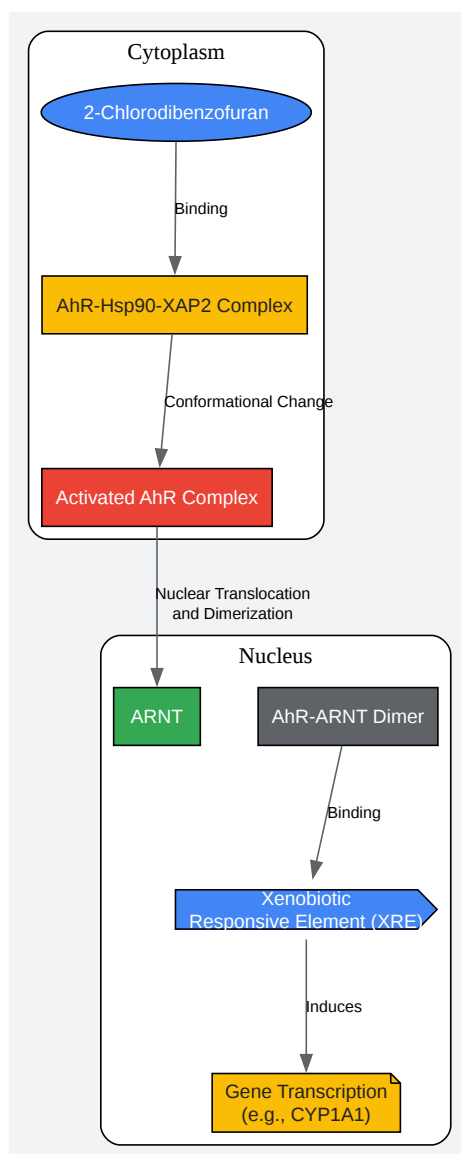 Cytoplasm
2-Chlorodibenzofuran
Binding
AhR-Hsp90-XAP2 Complex
Conformational Change
Activated AhR Complex
Nuclear Translocation
and Dimerization
Nucleus
ARNT
AhR-ARNT Dimer
Binding
Xenobiotic
Responsive Element (XRE)
Induces
Gene Transcription
(e.g., CYP1A1)